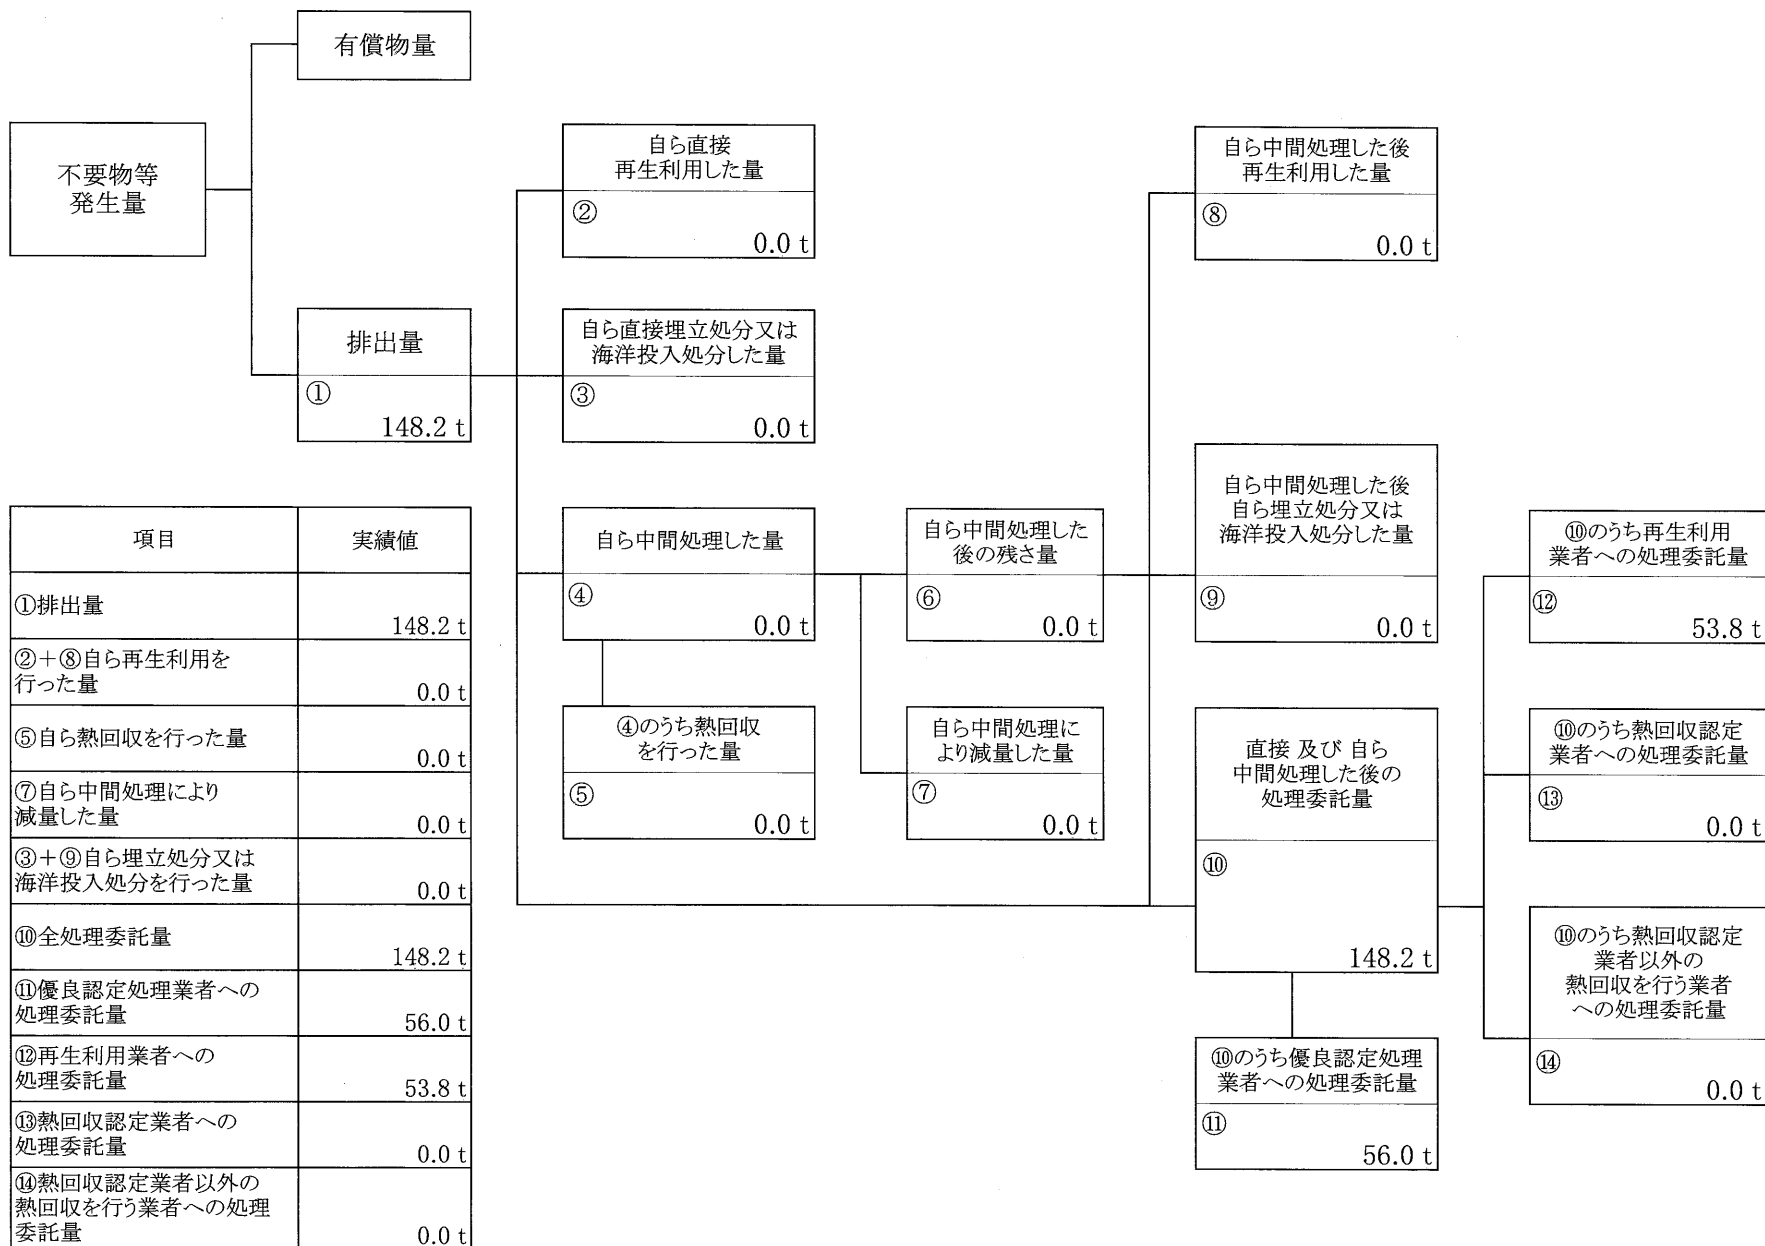 有償物量
不要物等
発生量
排出量
①
148.2 t
自ら直接
再生利用した量
②
0.0 t
自ら直接埋立処分又は
海洋投入処分した量
③
0.0 t
自ら中間処理した量
④
0.0 t
④のうち熱回収
を行った量
⑤
0.0 t
自ら中間処理した
後の残さ量
⑥
0.0 t
自ら中間処理に
より減量した量
⑦
0.0 t
自ら中間処理した後
再生利用した量
⑧
0.0 t
自ら中間処理した後
自ら埋立処分又は
海洋投入処分した量
⑨
0.0 t
直接 及び 自ら
中間処理した後の
処理委託量
⑩
148.2 t
⑩のうち優良認定処理
業者への処理委託量
⑪
56.0 t
⑩のうち再生利用
業者への処理委託量
⑫
53.8 t
⑩のうち熱回収認定
業者への処理委託量
⑬
0.0 t
⑩のうち熱回収認定
業者以外の
熱回収を行う業者
への処理委託量
⑭
0.0 t
項目 実績値
①排出量
148.2 t
②＋⑧自ら再生利用を
行った量
0.0 t
⑤自ら熱回収を行った量
0.0 t
⑦自ら中間処理により
減量した量
0.0 t
③＋⑨自ら埋立処分又は
海洋投入処分を行った量
0.0 t
⑩全処理委託量
148.2 t
⑪優良認定処理業者への
処理委託量
56.0 t
⑫再生利用業者への
処理委託量
53.8 t
⑬熱回収認定業者への
処理委託量
0.0 t
⑭熱回収認定業者以外の
熱回収を行う業者への処理
委託量
0.0 t